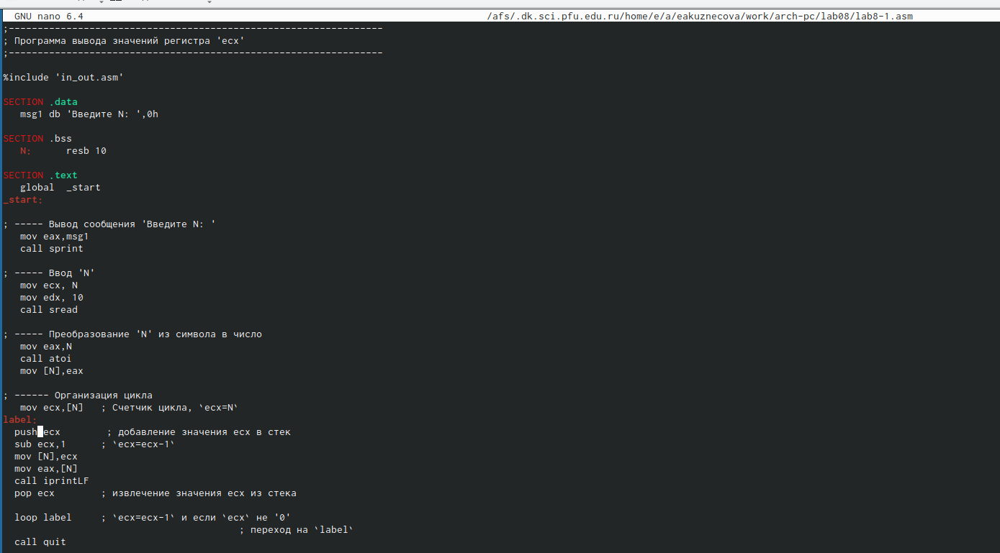 GNU nano 6.4 /afs/.dk.sci.pfu.edu.ru/home/e/a/eakuznecova/work/arch-pc/lab08/lab8-1.asm
;-----------------------------------------------------------------
; Программа вывода значений регистра 'ecx'
;-----------------------------------------------------------------
%include 'in_out.asm'
SECTION .data
msg1 db 'Введите N: ',0h
SECTION .bss
N: resb 10
SECTION .text
global _start
_start:
; ----- Вывод сообщения 'Введите N: '
mov eax,msg1
call sprint
; ----- Ввод 'N'
mov ecx, N
mov edx, 10
call sread
; ----- Преобразование 'N' из символа в число
mov eax,N
call atoi
mov [N],eax
; ------ Организация цикла
mov ecx,[N] ; Счетчик цикла, `ecx=N`
label:
push ecx ; добавление значения ecx в стек
sub ecx,1 ; `ecx=ecx-1`
mov [N],ecx
mov eax,[N]
call iprintLF
pop ecx ; извлечение значения ecx из стека
loop label ; `ecx=ecx-1` и если `ecx` не '0'
; переход на `label`
call quit